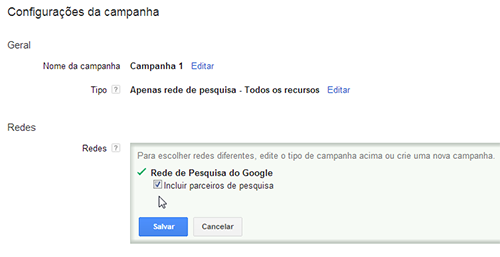 Configurações da campanha
Geral
Nome da campanha Campanha 1 Editar
Tipo ? Apenas rede de pesquisa - Todos os recursos Editar
Redes
Redes ? Para escolher redes diferentes, edite o tipo de campanha acima ou crie uma nova campanha.
Rede de Pesquisa do Google
Incluir parceiros de pesquisa
Salvar Cancelar